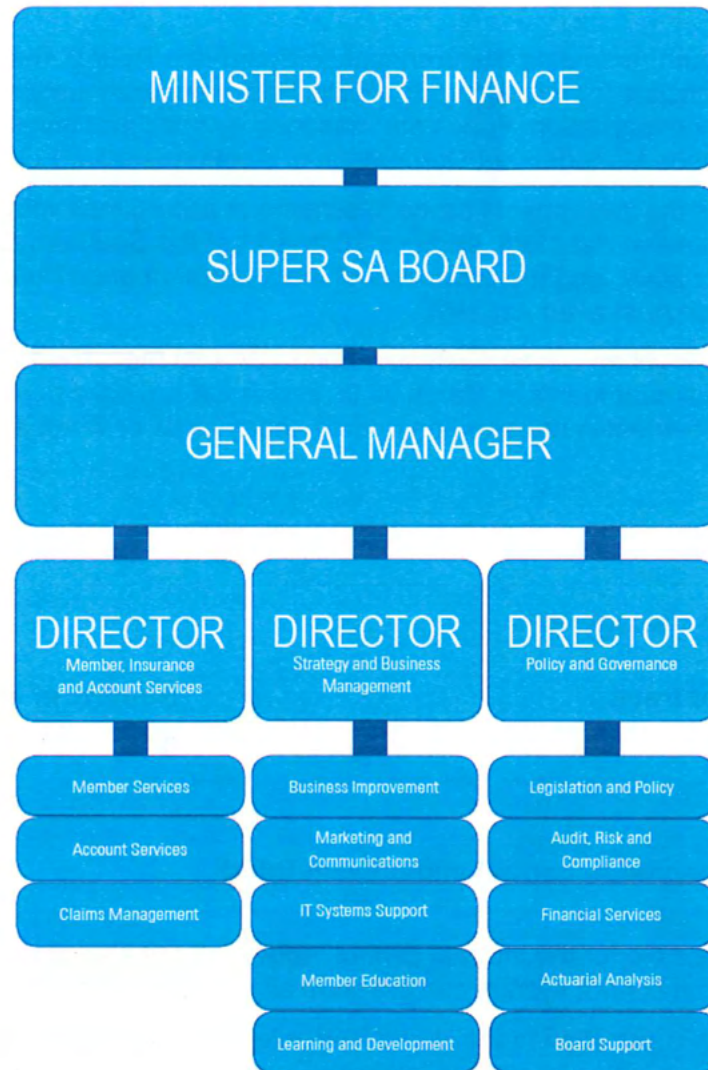 MINISTER FOR FINANCE
SUPER SA BOARD
GENERAL MANAGER
DIRECTOR
Member, Insurance
and Account Services
DIRECTOR
Strategy and Business
Management
DIRECTOR
Policy and Governance
Member Services
Account Services
Claims Management
Business Improvement
Marketing and
Communications
IT Systems Support
Member Education
Learning and Development
Legislation and Policy
Audit, Risk and
Compliance
Financial Services
Actuarial Analysis
Board Support